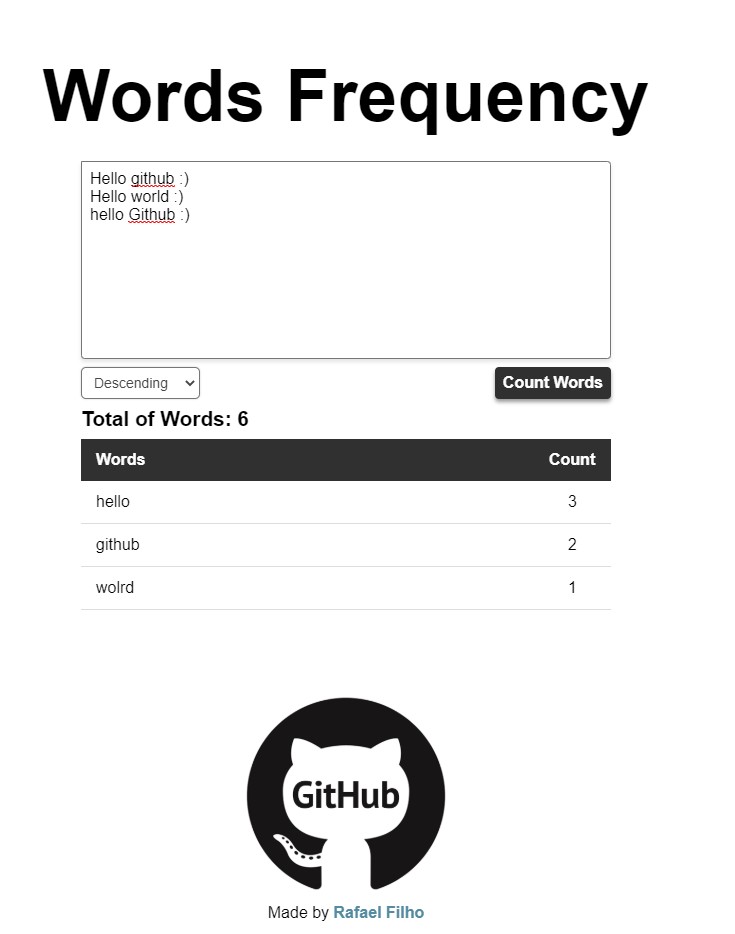 Words Frequency
Hello github :)
Hello world :)
hello Github :)
Descending
Count Words
Total of Words: 6
Words Count
hello 3
github 2
wolrd 1
GitHub
Made by Rafael Filho